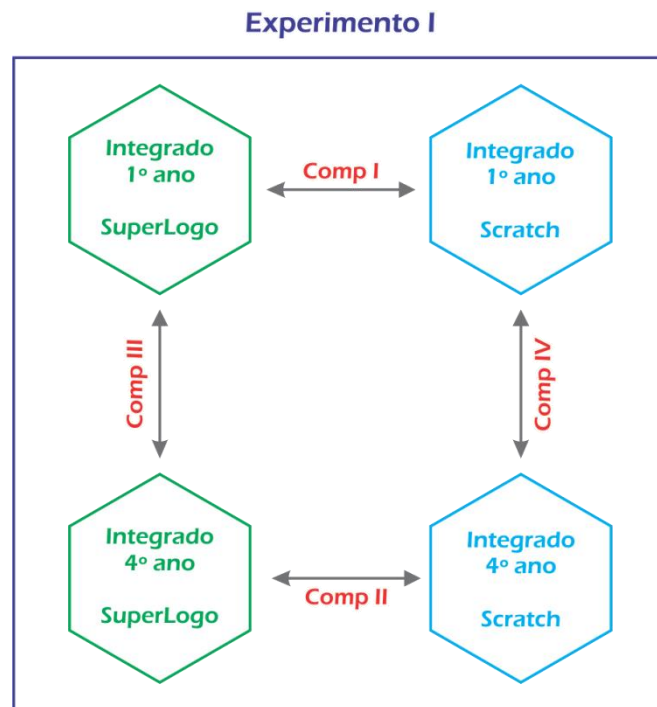 Experimento I
Integrado
1º ano
SuperLogo
Comp I
Integrado
1º ano
Scratch
Comp III
Comp IV
Integrado
4º ano
SuperLogo
Comp II
Integrado
4º ano
Scratch